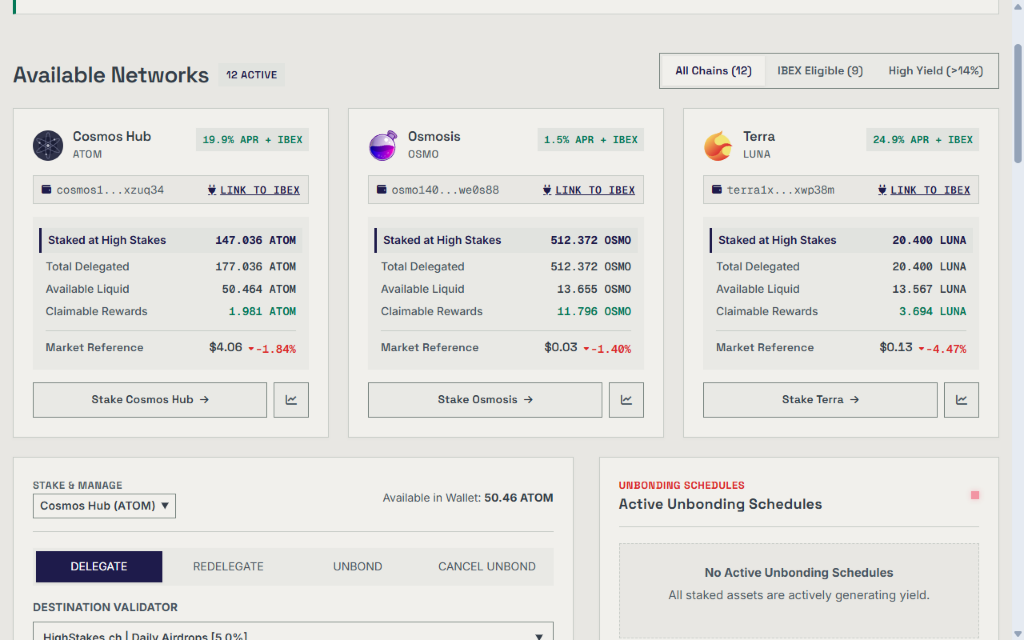 Available Networks 12 ACTIVE
All Chains (12) IBEX Eligible (9) High Yield (>14%)
Cosmos Hub
ATOM
19.9% APR + IBEX
cosmos1...xzuq34 LINK TO IBEX
Staked at High Stakes 147.036 ATOM
Total Delegated 177.036 ATOM
Available Liquid 50.464 ATOM
Claimable Rewards 1.981 ATOM
Market Reference $4.06 ▾-1.84%
Stake Cosmos Hub →
Osmosis
OSMO
1.5% APR + IBEX
osmo140...we0s88 LINK TO IBEX
Staked at High Stakes 512.372 OSMO
Total Delegated 512.372 OSMO
Available Liquid 13.655 OSMO
Claimable Rewards 11.796 OSMO
Market Reference $0.03 ▾-1.40%
Stake Osmosis →
Terra
LUNA
24.9% APR + IBEX
terra1x...xwp38m LINK TO IBEX
Staked at High Stakes 20.400 LUNA
Total Delegated 20.400 LUNA
Available Liquid 13.567 LUNA
Claimable Rewards 3.694 LUNA
Market Reference $0.13 ▾-4.47%
Stake Terra →
STAKE & MANAGE
Cosmos Hub (ATOM) ▼
Available in Wallet: 50.46 ATOM
DELEGATE REDELEGATE UNBOND CANCEL UNBOND
DESTINATION VALIDATOR
HighStakes.ch | Daily Airdrops [5.0%] ▼
UNBONDING SCHEDULES
Active Unbonding Schedules
No Active Unbonding Schedules
All staked assets are actively generating yield.